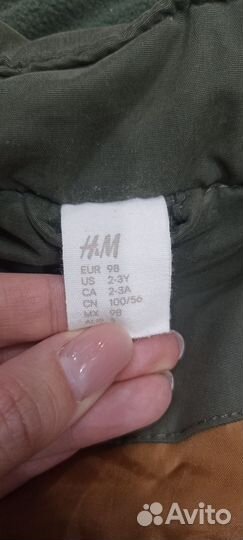 H&M
EUR 98
US 2-3Y
CA 2-3A
CN 100/56
MX 98
Avito